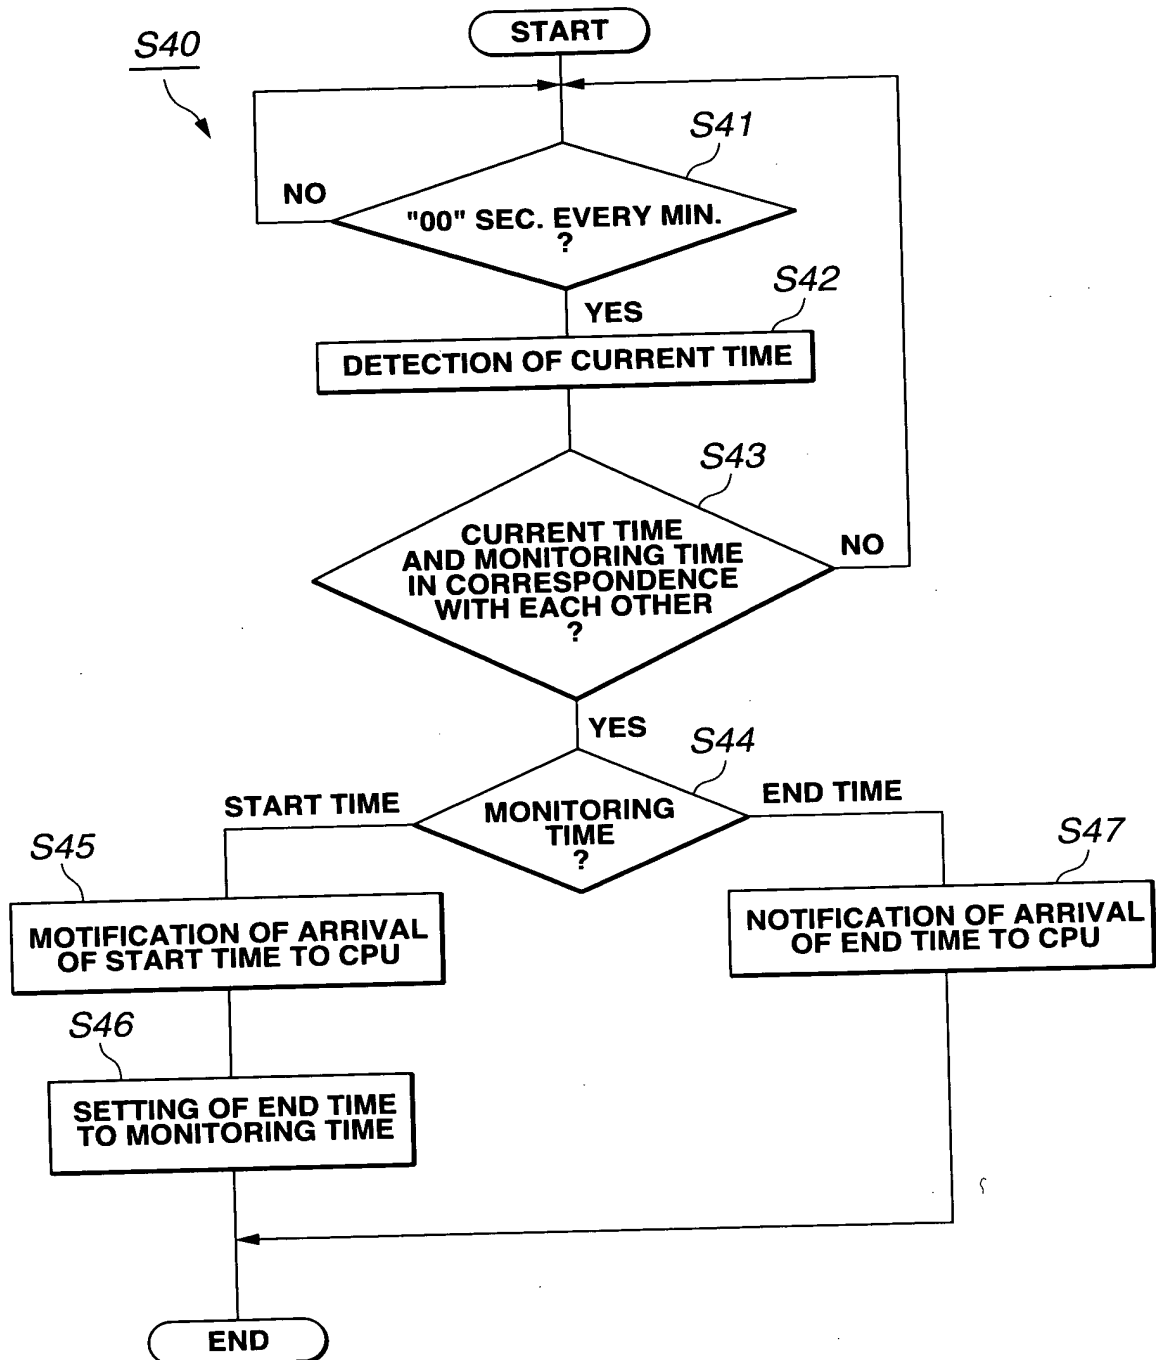 START
S40
S41
NO
"00" SEC. EVERY MIN.
?
S42
YES
DETECTION OF CURRENT TIME
S43
CURRENT TIME
AND MONITORING TIME
IN CORRESPONDENCE
WITH EACH OTHER
?
NO
YES
S44
START TIME
MONITORING
TIME
?
END TIME
S45
S47
MOTIFICATION OF ARRIVAL
OF START TIME TO CPU
NOTIFICATION OF ARRIVAL
OF END TIME TO CPU
S46
SETTING OF END TIME
TO MONITORING TIME
END